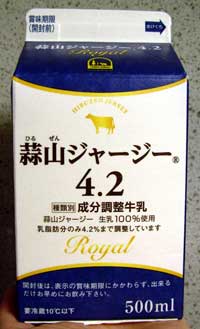 賞味期限
(開封前)
あけくち
HIRUZEN JERSEY
ひる ぜん
蒜山ジャージー®
4.2
種類別 成分調整牛乳
蒜山ジャージー 生乳100%使用
乳脂肪分のみ4.2%まで調整しています
Royal
開封後は、表示の賞味期限にかかわらず、出来る
だけお早めにお飲み下さい。
要冷蔵10℃以下
500ml